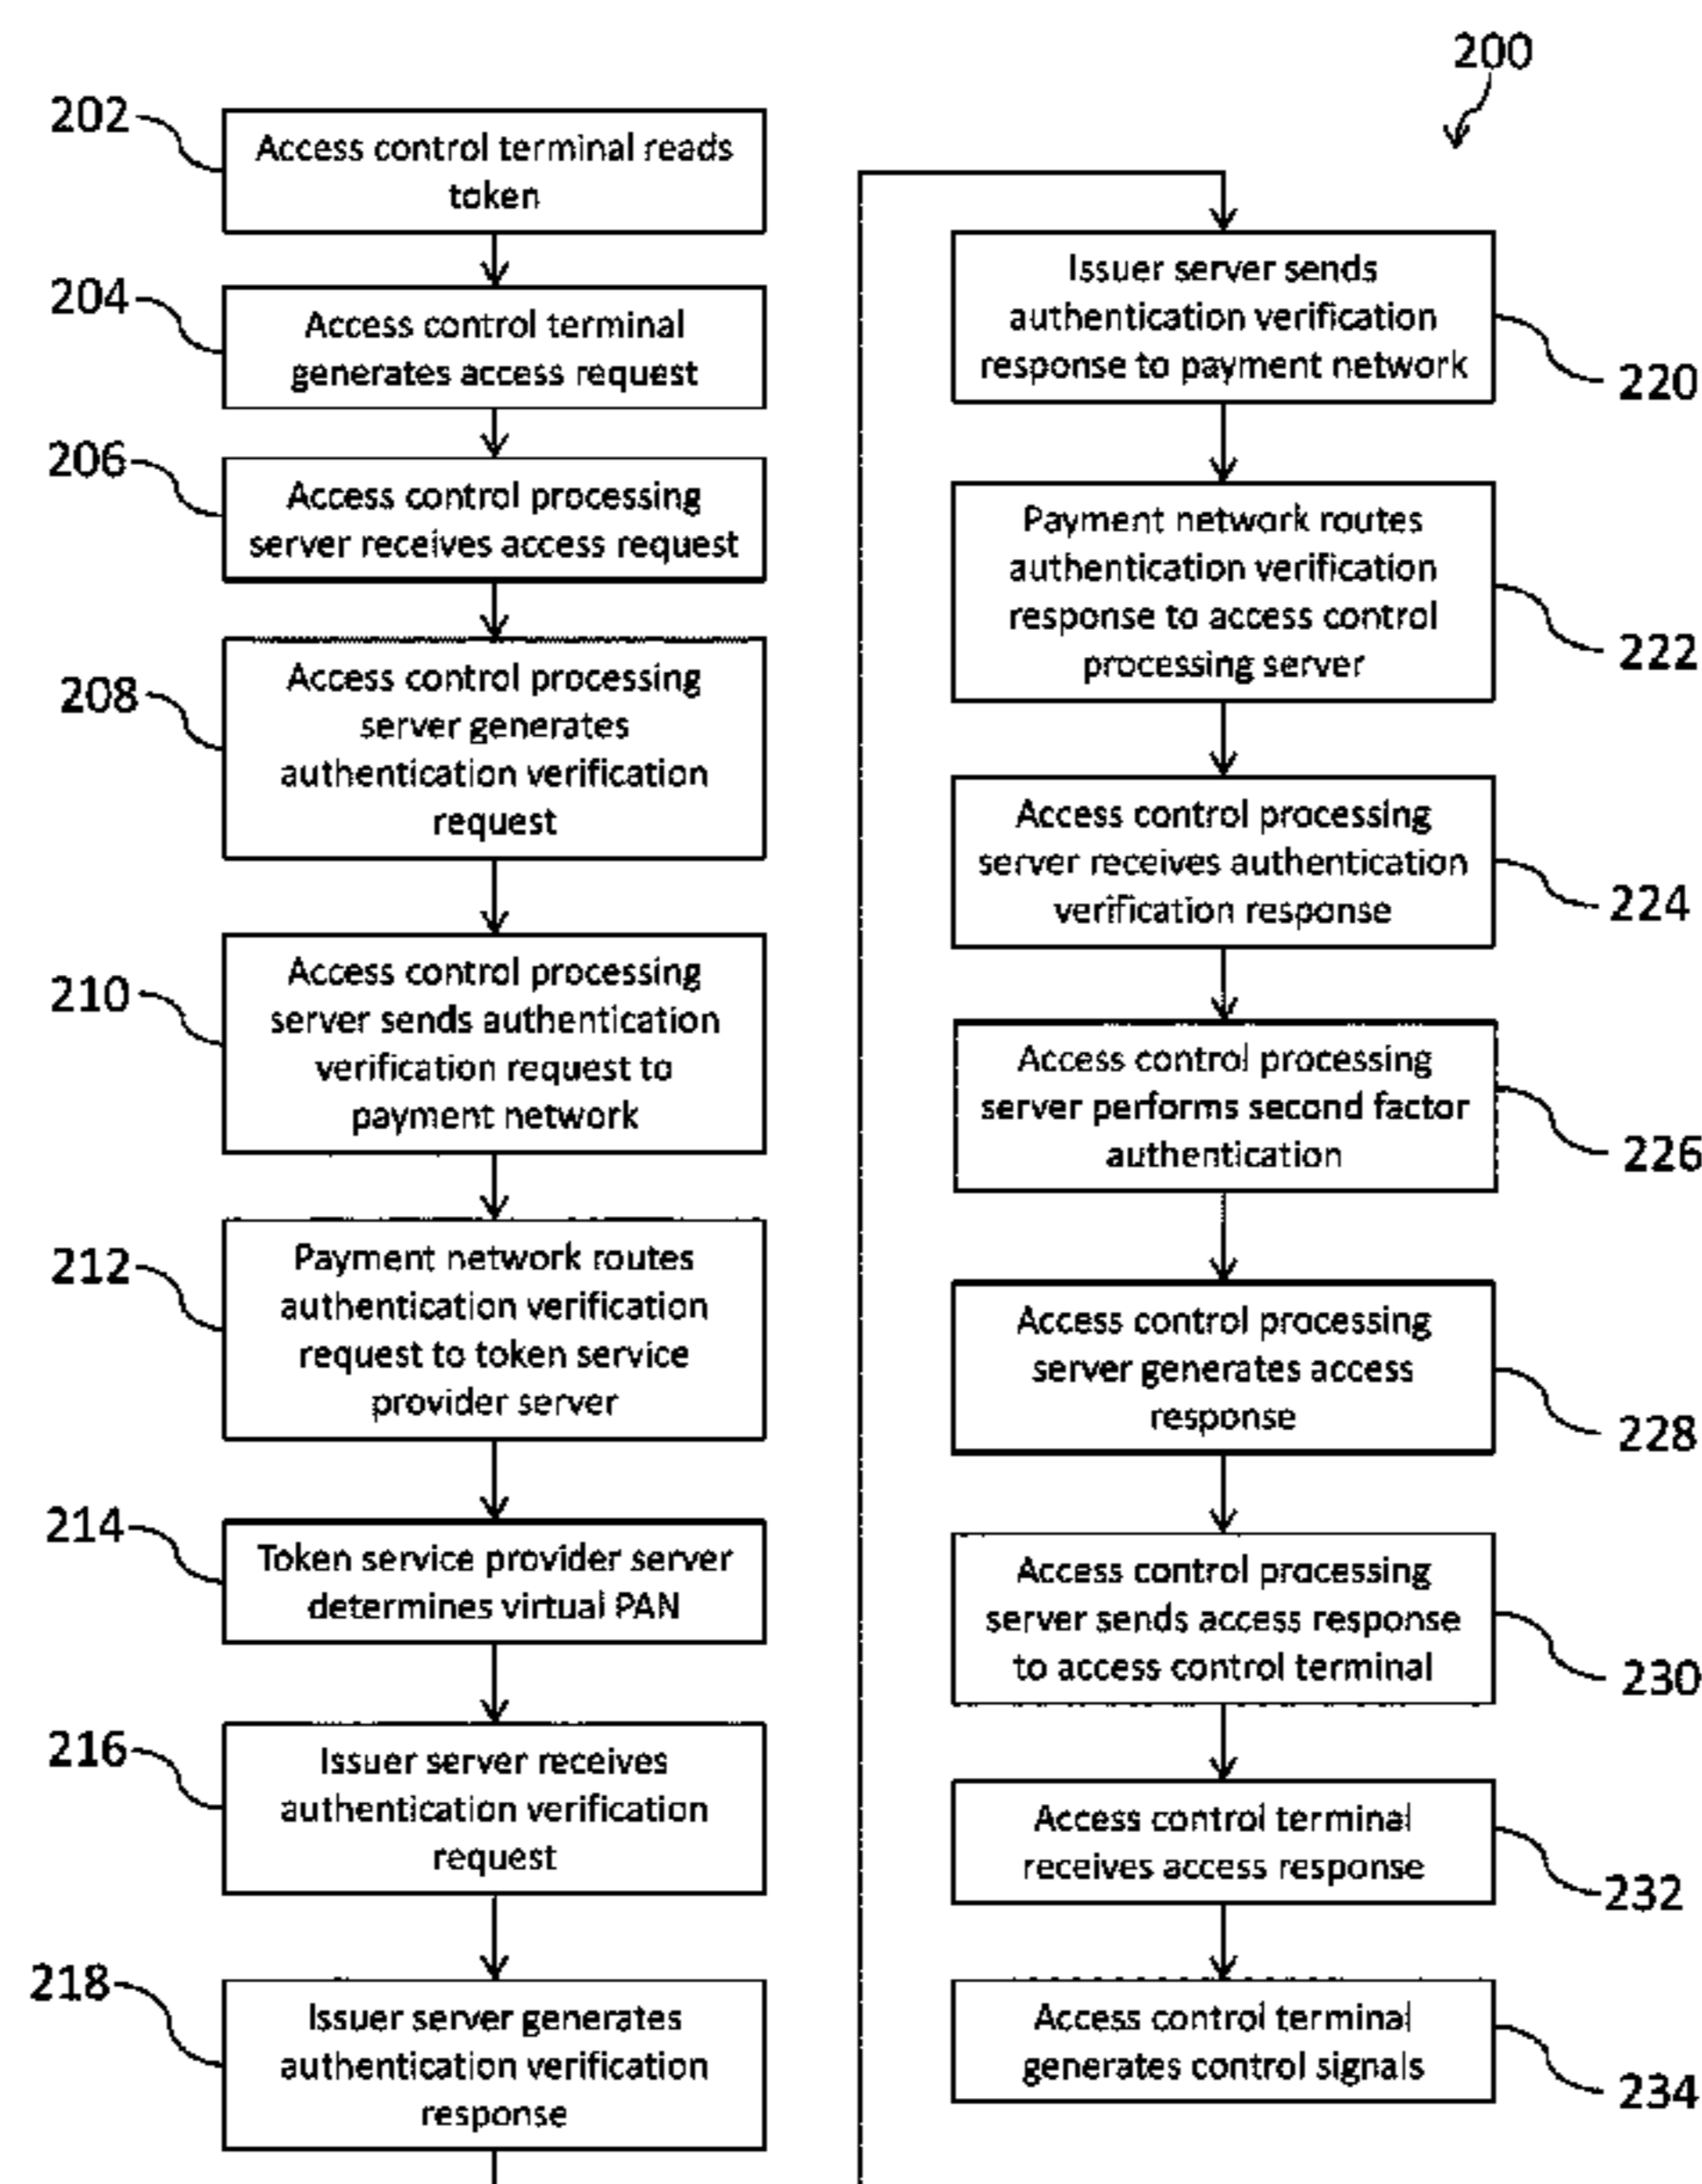 200
202
Access control terminal reads
token
204
Access control terminal
generates access request
206
Access control processing
server receives access request
208
Access control processing
server generates
authentication verification
request
210
Access control processing
server sends authentication
verification request to
payment network
212
Payment network routes
authentication verification
request to token service
provider server
214
Token service provider server
determines virtual PAN
216
Issuer server receives
authentication verification
request
218
Issuer server generates
authentication verification
response
Issuer server sends
authentication verification
response to payment network
220
Payment network routes
authentication verification
response to access control
processing server
222
Access control processing
server receives authentication
verification response
224
Access control processing
server performs second factor
authentication
226
Access control processing
server generates access
response
228
Access control processing
server sends access response
to access control terminal
230
Access control terminal
receives access response
232
Access control terminal
generates control signals
234